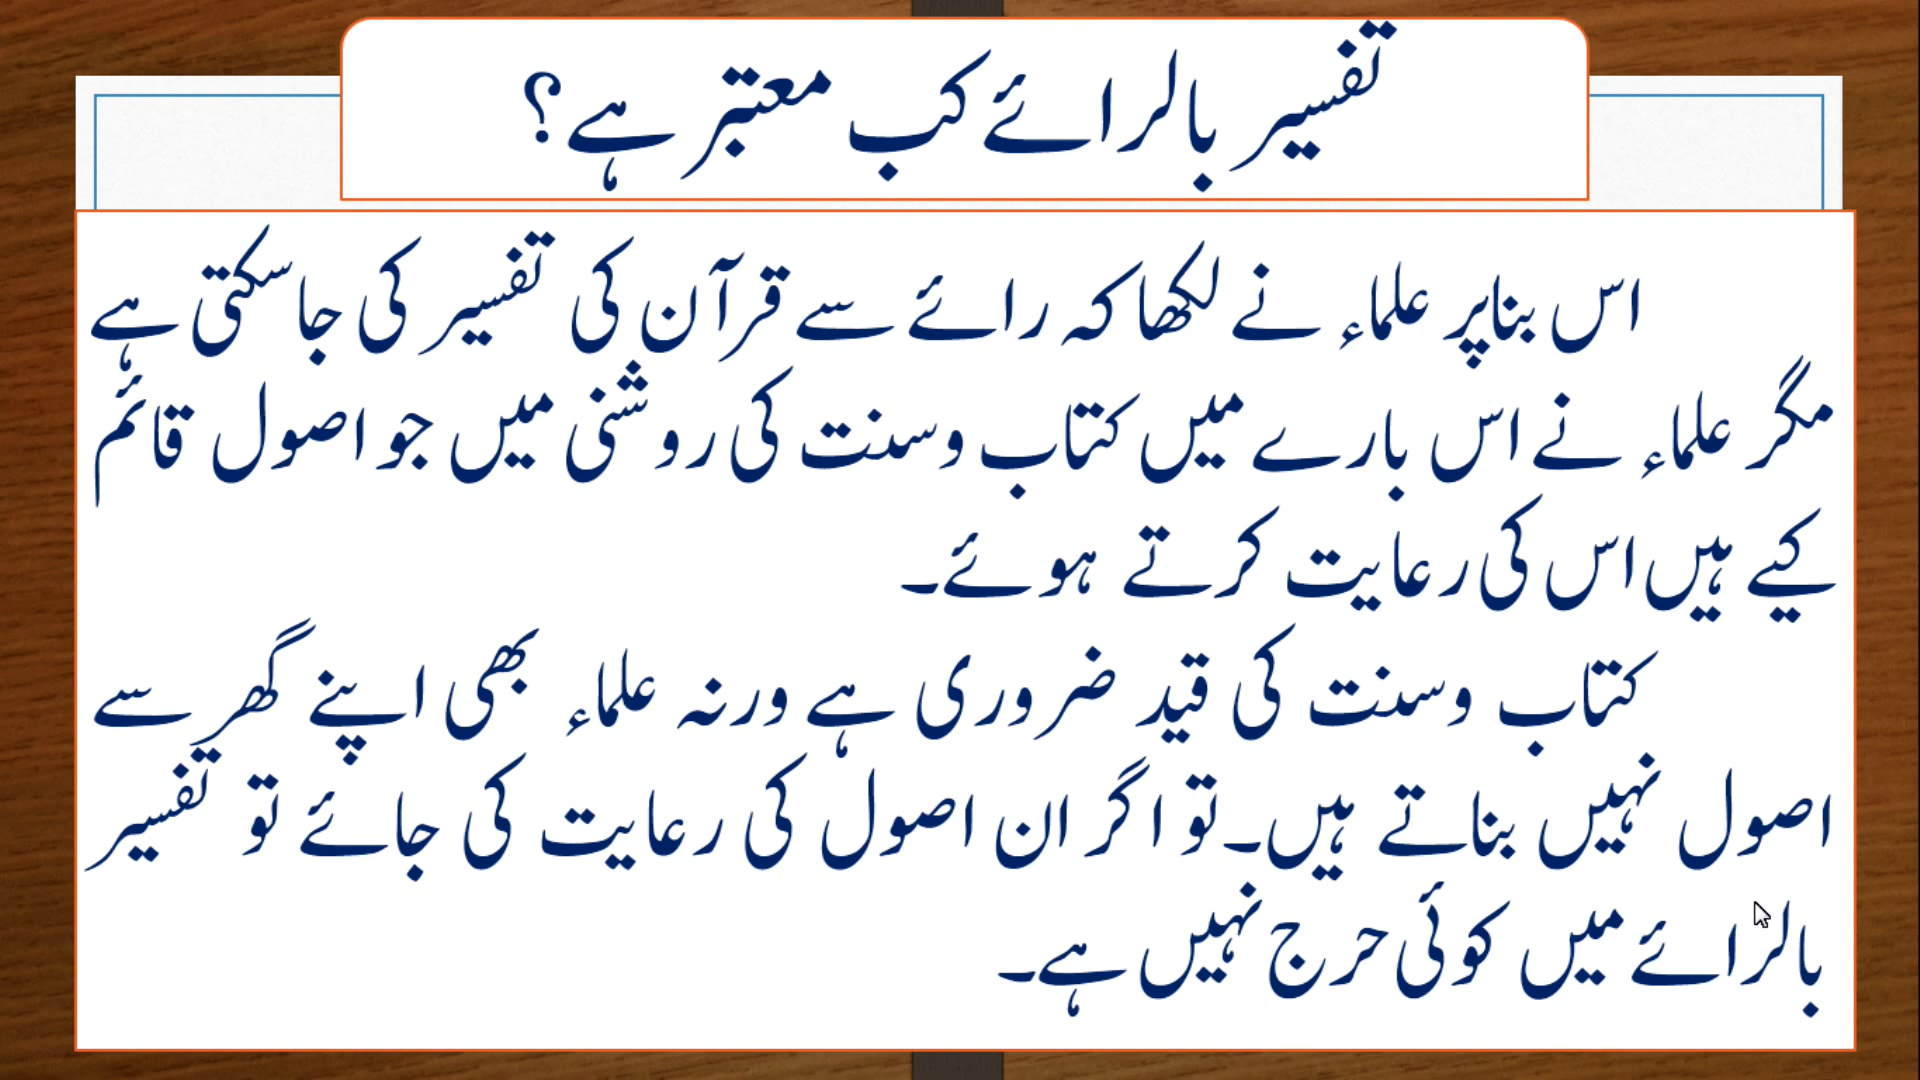 تفسیر بالرائے کب معتبر ہے؟
اس بناپر علماء نے لکھا کہ رائے سے قرآن کی تفسیر کی جاسکتی ہے
مگر علماء نے اس بارے میں کتاب وسنت کی روشنی میں جو اصول قائم
کیے ہیں اس کی رعایت کرتے ہوئے۔
کتاب وسنت کی قید ضروری ہے ورنہ علماء بھی اپنے گھر سے
اصول نہیں بناتے ہیں۔ تو اگر ان اصول کی رعایت کی جائے تو تفسیر
بالرائے میں کوئی حرج نہیں ہے۔